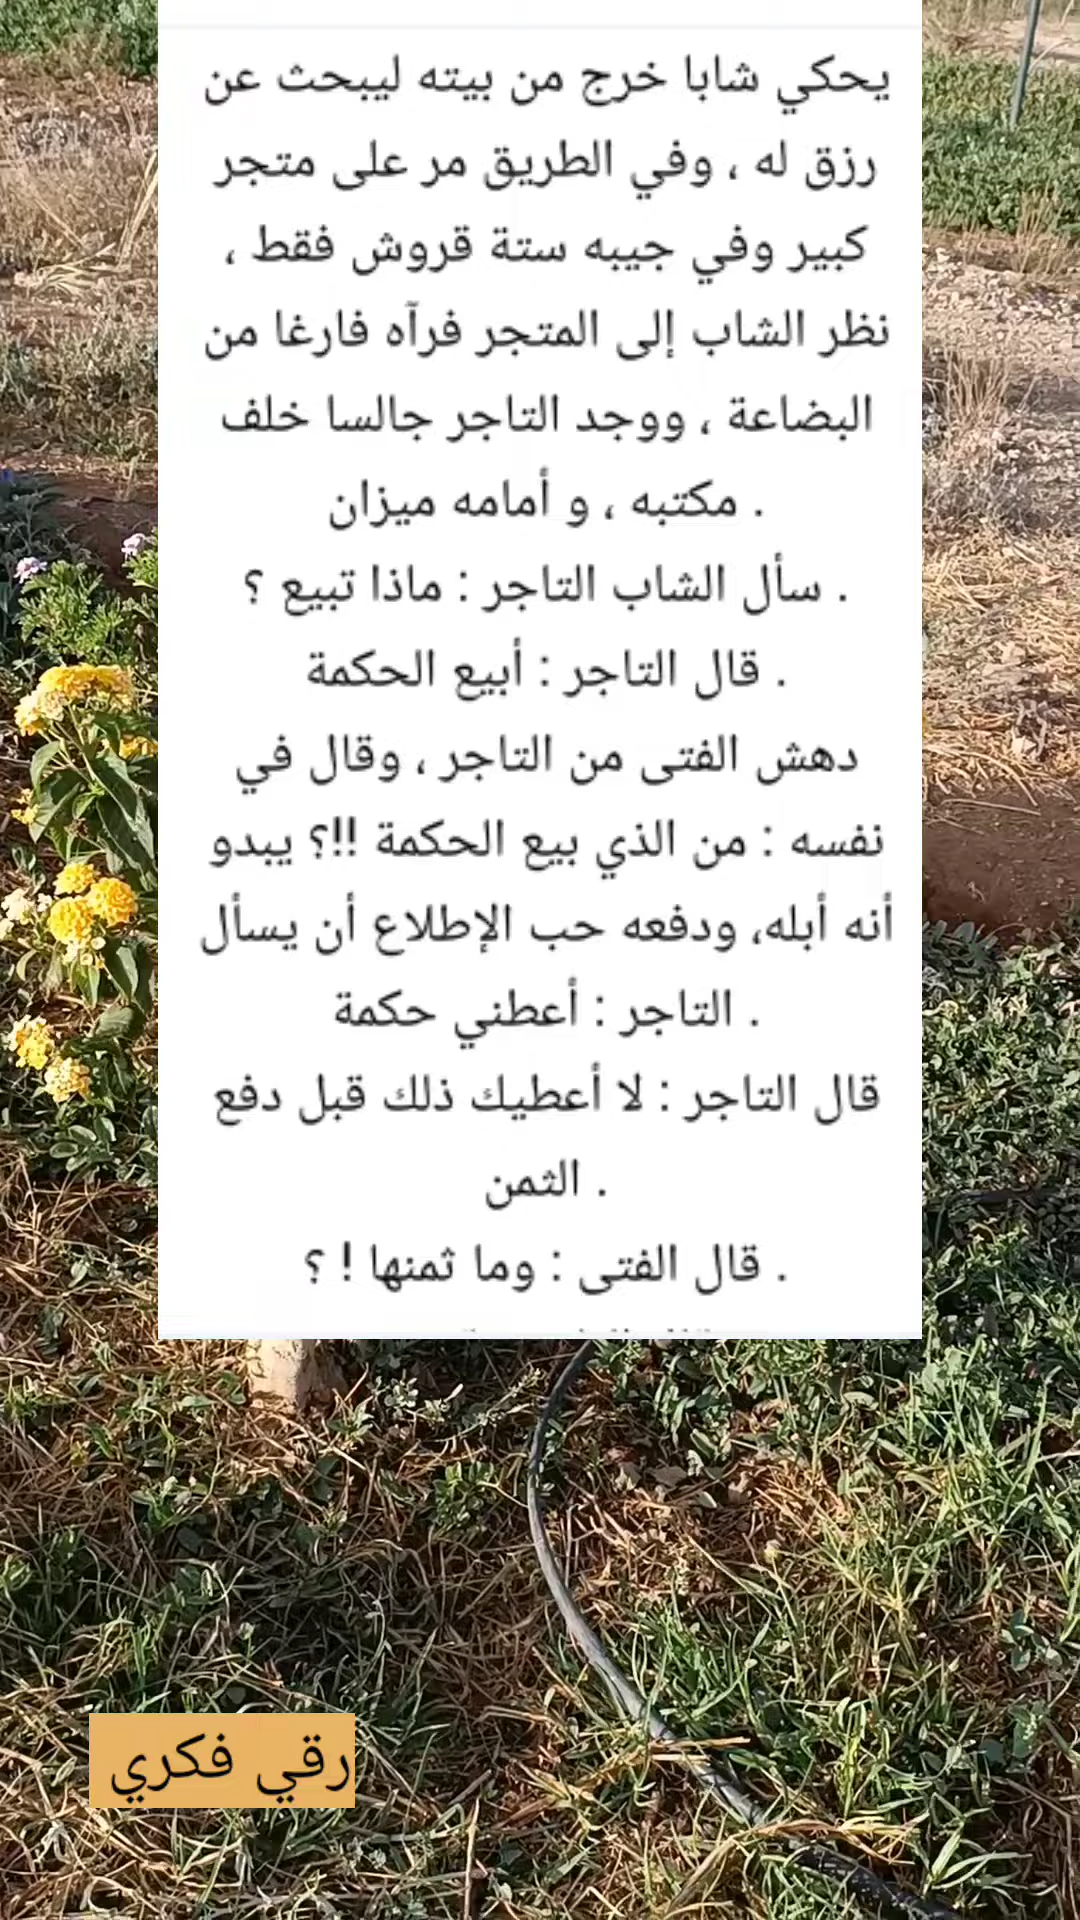 يحكي شابا خرج من بيته ليبحث عن
رزق له ، وفي الطريق مر على متجر
كبير وفي جيبه ستة قروش فقط ،
نظر الشاب إلى المتجر فرآه فارغا من
البضاعة ، ووجد التاجر جالسا خلف
. مكتبه ، و أمامه ميزان
. سأل الشاب التاجر : ماذا تبيع ؟
. قال التاجر : أبيع الحكمة
دهش الفتى من التاجر ، وقال في
نفسه : من الذي بيع الحكمة !!؟ يبدو
أنه أبله، ودفعه حب الإطلاع أن يسأل
. التاجر : أعطني حكمة
قال التاجر : لا أعطيك ذلك قبل دفع
. الثمن
. قال الفتى : وما ثمنها ! ؟
رقي فكري